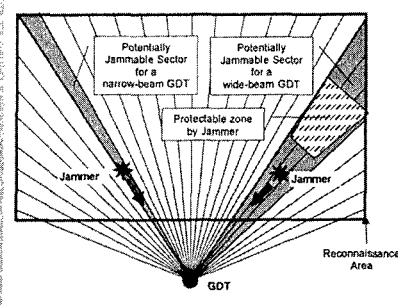 Potentially
Jammable Sector
for a
narrow-beam GDT
Potentially
Jammable Sector
for a
wide-beam GDT
Protectable zone
by Jammer
Jammer
Jammer
Reconnaissance
Area
GDT